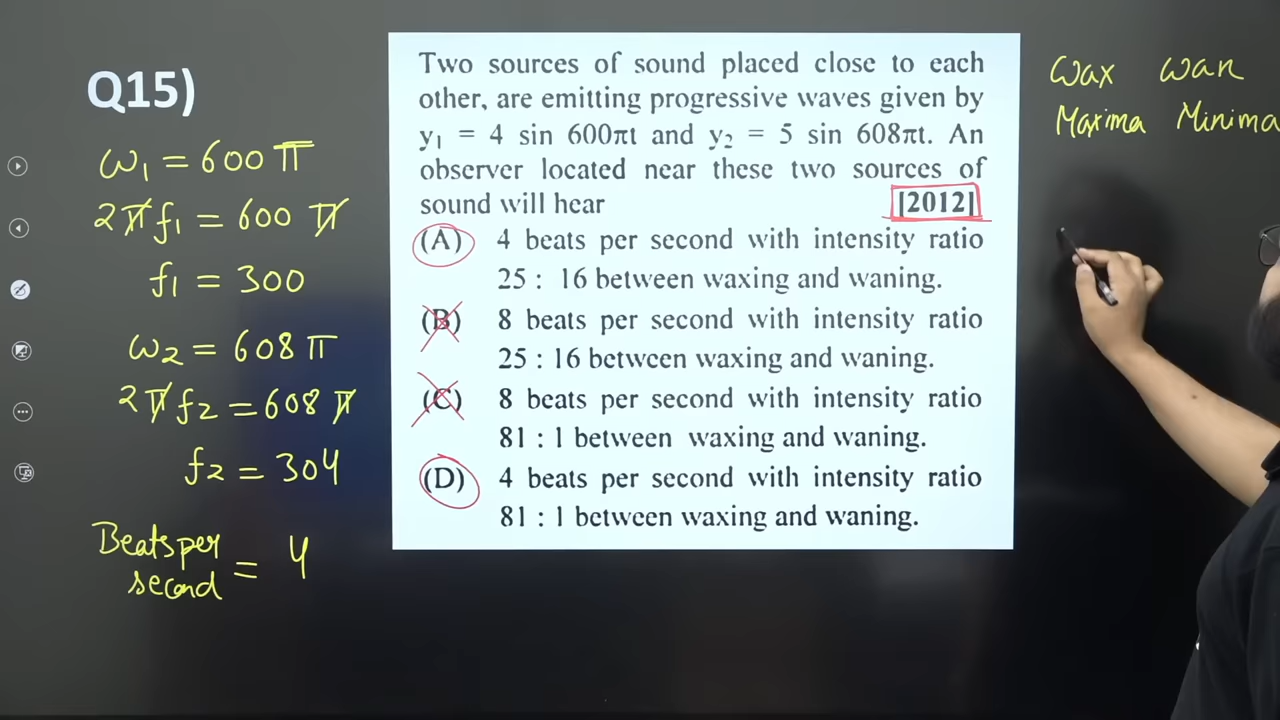 Q15)
ω1 = 600 π
2π f1 = 600 π
f1 = 300
ω2 = 608 π
2π f2 = 608 π
f2 = 304
Beats per
second = 4
Two sources of sound placed close to each
other, are emitting progressive waves given by
y₁ = 4 sin 600πt and y₂ = 5 sin 608πt. An
observer located near these two sources of
sound will hear [2012]
(A) 4 beats per second with intensity ratio
25 : 16 between waxing and waning.
(B) 8 beats per second with intensity ratio
25 : 16 between waxing and waning.
(C) 8 beats per second with intensity ratio
81 : 1 between waxing and waning.
(D) 4 beats per second with intensity ratio
81 : 1 between waxing and waning.
Wax Wan
Maxima Minima